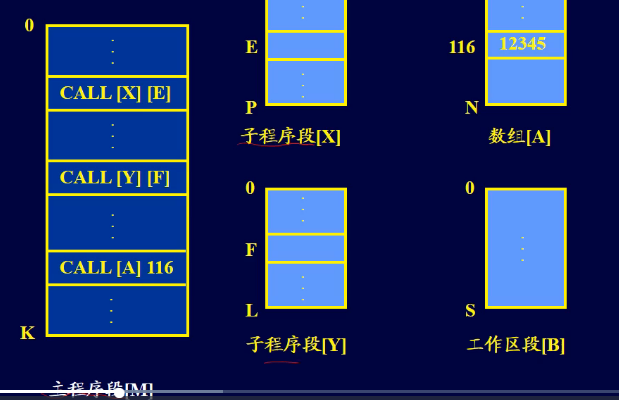 0
CALL [X] [E]
CALL [Y] [F]
CALL [A] 116
K
主程序段[M]
E
P
子程序段[X]
0
F
L
子程序段[Y]
116 12345
N
数组[A]
0
S
工作区段[B]